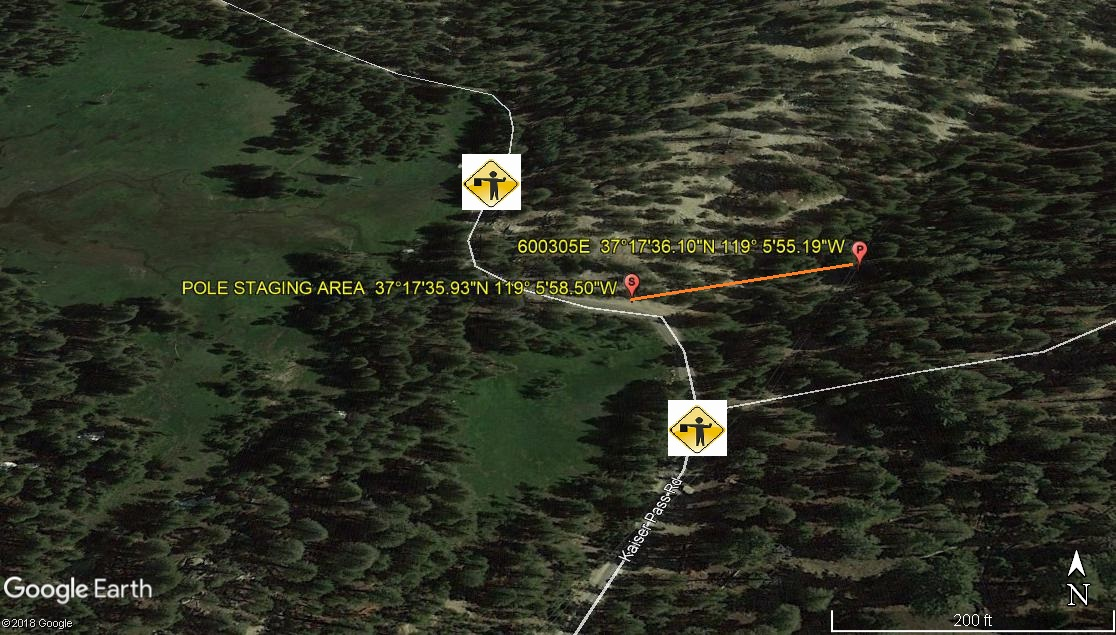 600305E  37°17'36.10"N 119° 5'55.19"W
P
S
POLE STAGING AREA  37°17'35.93"N 119° 5'58.50"W
Kaiser Pass Rd
Google Earth
©2018 Google
N
200 ft